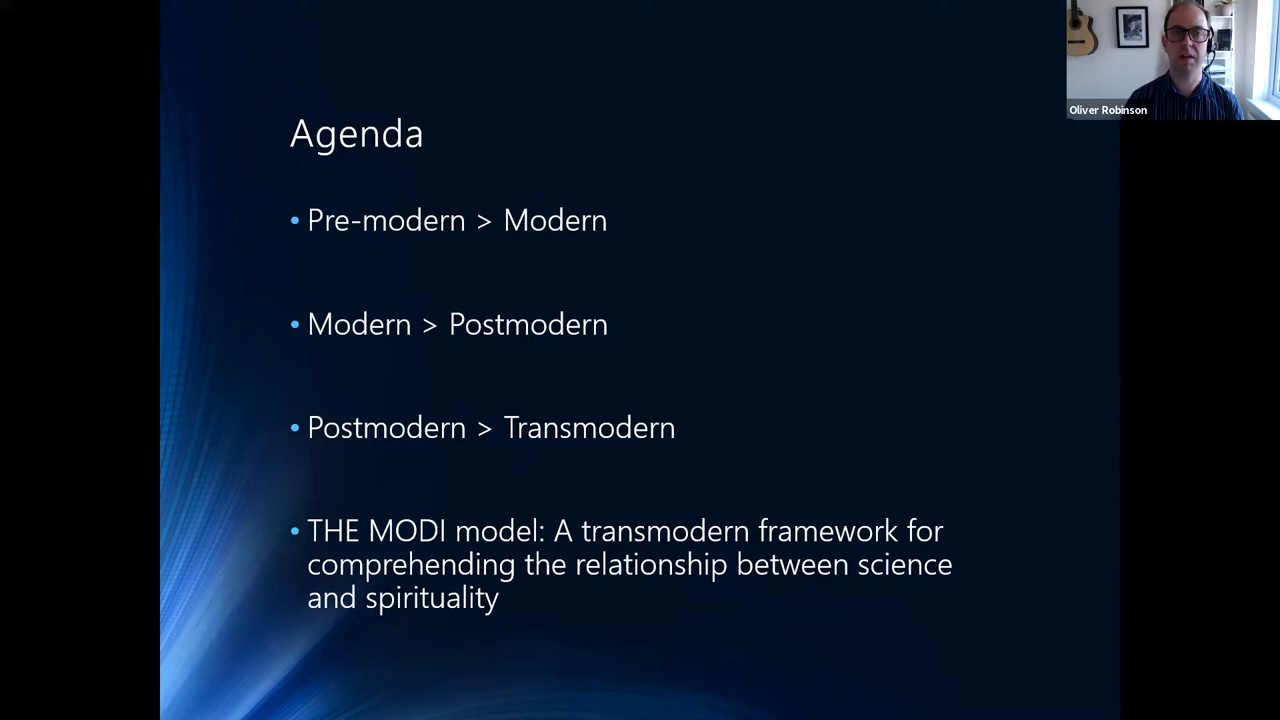 Oliver Robinson
Agenda
• Pre-modern > Modern
• Modern > Postmodern
• Postmodern > Transmodern
• THE MODI model: A transmodern framework for
comprehending the relationship between science
and spirituality